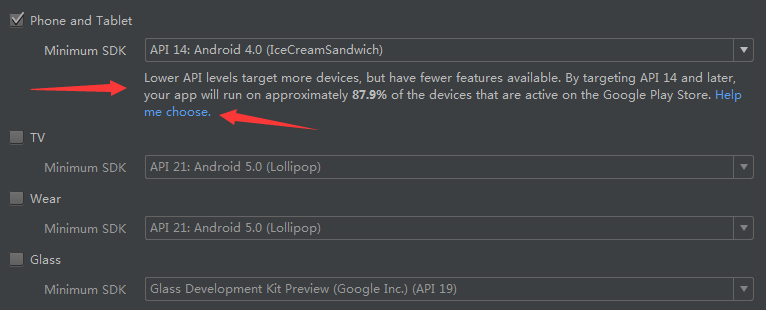 Phone and Tablet
Minimum SDK API 14: Android 4.0 (IceCreamSandwich)
Lower API levels target more devices, but have fewer features available. By targeting API 14 and later,
your app will run on approximately 87.9% of the devices that are active on the Google Play Store. Help
me choose.
TV
Minimum SDK API 21: Android 5.0 (Lollipop)
Wear
Minimum SDK API 21: Android 5.0 (Lollipop)
Glass
Minimum SDK Glass Development Kit Preview (Google Inc.) (API 19)